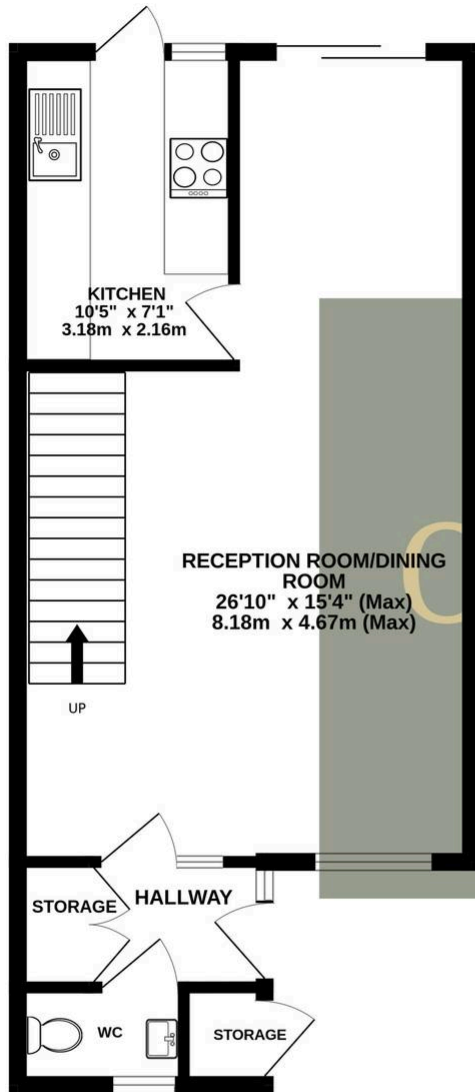 KITCHEN
10'5" x 7'1"
3.18m x 2.16m
RECEPTION ROOM/DINING
ROOM
26'10" x 15'4" (Max)
8.18m x 4.67m (Max)
UP
STORAGE
HALLWAY
WC
STORAGE